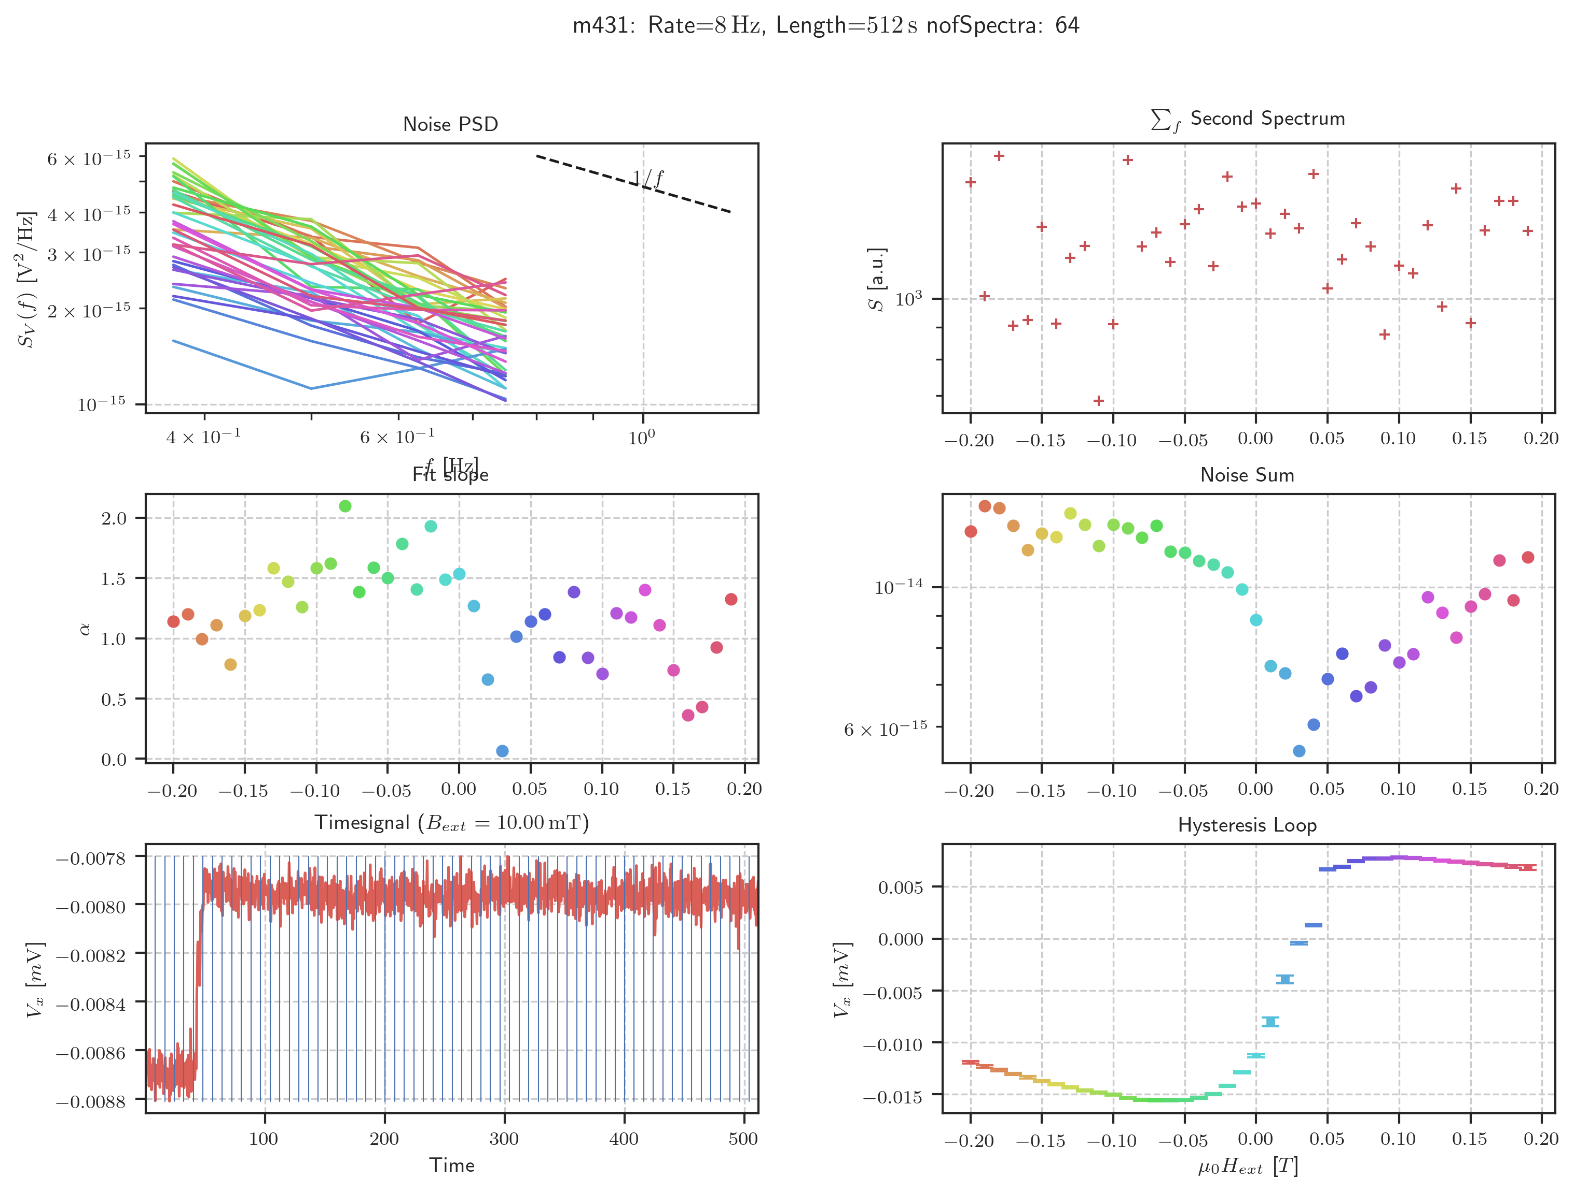 m431: Rate=8 Hz, Length=512 s nofSpectra: 64
Noise PSD
6 × 10⁻¹⁵
4 × 10⁻¹⁵
3 × 10⁻¹⁵
2 × 10⁻¹⁵
10⁻¹⁵
S_V (f) [V²/Hz]
1/f
4 × 10⁻¹ 6 × 10⁻¹ 10⁰
f [Hz]
∑_f Second Spectrum
S [a.u.]
10³
−0.20 −0.15 −0.10 −0.05 0.00 0.05 0.10 0.15 0.20
Fit slope
2.0
1.5
1.0
0.5
0.0
α
−0.20 −0.15 −0.10 −0.05 0.00 0.05 0.10 0.15 0.20
Noise Sum
10⁻¹⁴
6 × 10⁻¹⁵
−0.20 −0.15 −0.10 −0.05 0.00 0.05 0.10 0.15 0.20
Timesignal (B_ext = 10.00 mT)
−0.0078
−0.0080
−0.0082
−0.0084
−0.0086
−0.0088
V_x [mV]
100 200 300 400 500
Time
Hysteresis Loop
0.005
0.000
−0.005
−0.010
−0.015
V_x [mV]
−0.20 −0.15 −0.10 −0.05 0.00 0.05 0.10 0.15 0.20
μ₀H_ext [T]